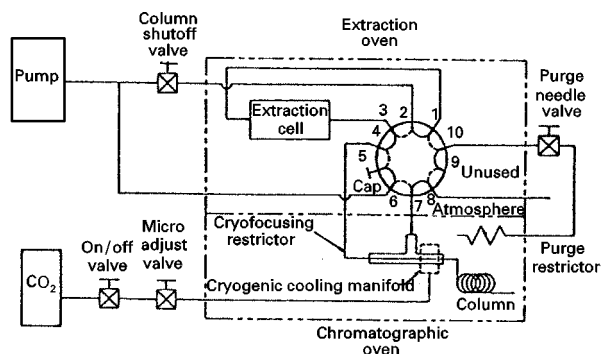 Column
shutoff
valve
Extraction
oven
Pump
Purge
needle
valve
Extraction
cell
3
2
1
4
10
5
9
Cap
Unused
6
7
8
Atmosphere
Cryofocusing
restrictor
Micro
adjust
valve
On/off
valve
Purge
restrictor
CO₂
Cryogenic cooling manifold
Column
Chromatographic
oven